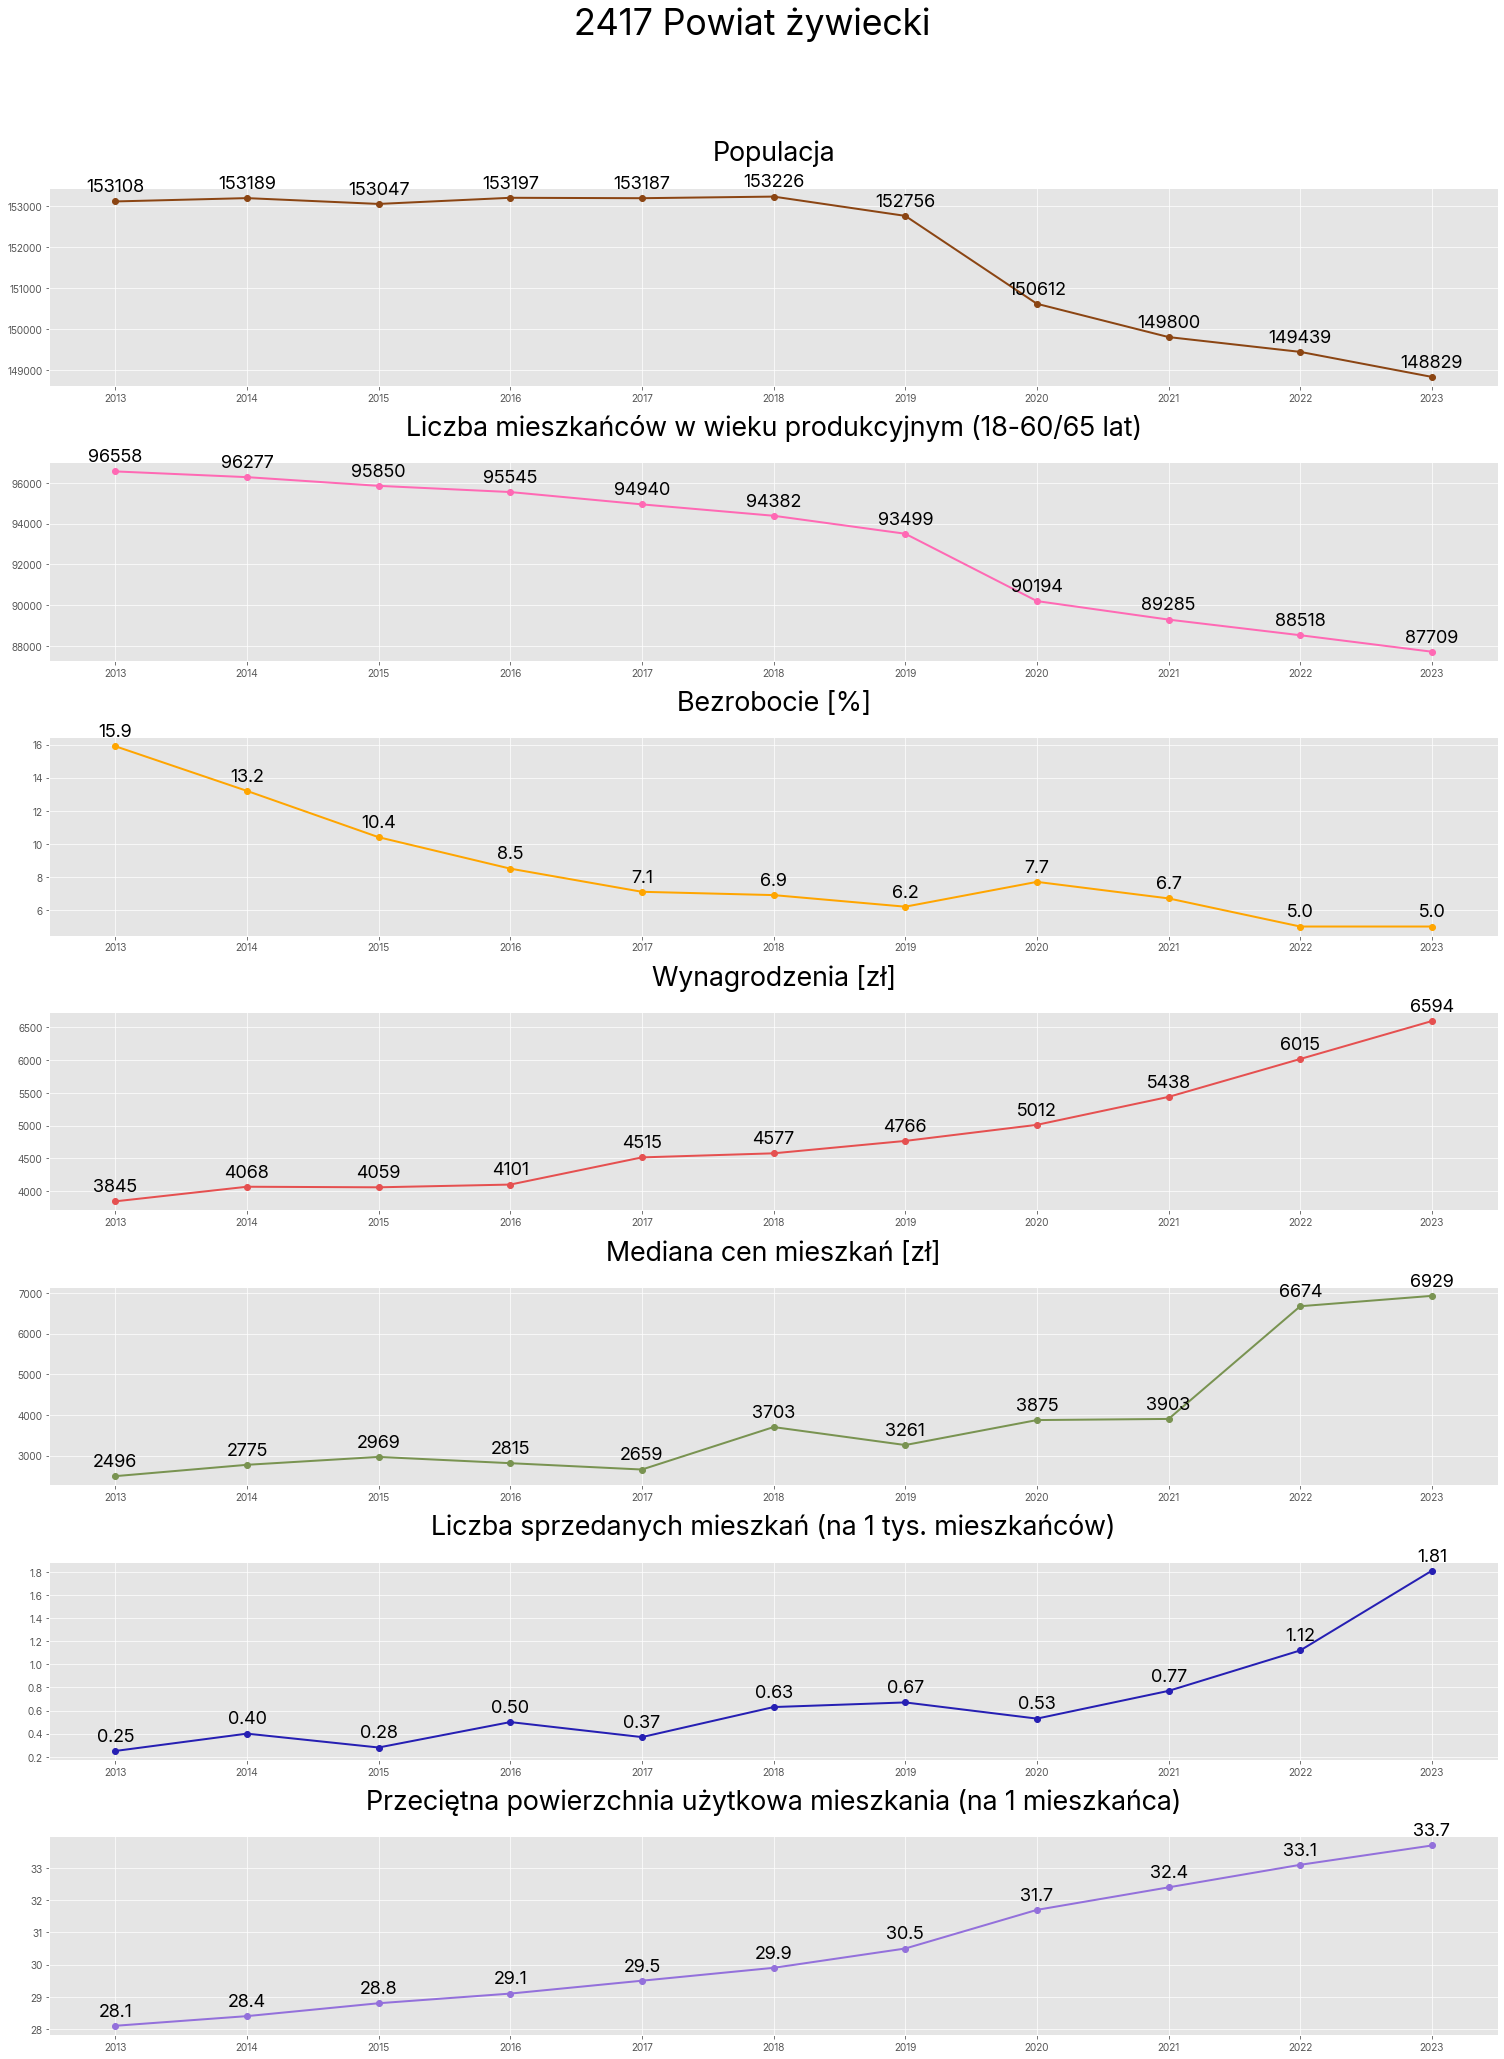 2417 Powiat żywiecki
Populacja
153108 153189 153047 153197 153187 153226 152756 150612 149800 149439 148829
153000
152000
151000
150000
149000
2013 2014 2015 2016 2017 2018 2019 2020 2021 2022 2023
Liczba mieszkańców w wieku produkcyjnym (18-60/65 lat)
96558 96277 95850 95545 94940 94382 93499 90194 89285 88518 87709
96000
94000
92000
90000
88000
2013 2014 2015 2016 2017 2018 2019 2020 2021 2022 2023
Bezrobocie [%]
15.9 13.2 10.4 8.5 7.1 6.9 6.2 7.7 6.7 5.0 5.0
16
14
12
10
8
6
2013 2014 2015 2016 2017 2018 2019 2020 2021 2022 2023
Wynagrodzenia [zł]
3845 4068 4059 4101 4515 4577 4766 5012 5438 6015 6594
6500
6000
5500
5000
4500
4000
2013 2014 2015 2016 2017 2018 2019 2020 2021 2022 2023
Mediana cen mieszkań [zł]
2496 2775 2969 2815 2659 3703 3261 3875 3903 6674 6929
7000
6000
5000
4000
3000
2013 2014 2015 2016 2017 2018 2019 2020 2021 2022 2023
Liczba sprzedanych mieszkań (na 1 tys. mieszkańców)
0.25 0.40 0.28 0.50 0.37 0.63 0.67 0.53 0.77 1.12 1.81
1.8
1.6
1.4
1.2
1.0
0.8
0.6
0.4
0.2
2013 2014 2015 2016 2017 2018 2019 2020 2021 2022 2023
Przeciętna powierzchnia użytkowa mieszkania (na 1 mieszkańca)
28.1 28.4 28.8 29.1 29.5 29.9 30.5 31.7 32.4 33.1 33.7
33
32
31
30
29
28
2013 2014 2015 2016 2017 2018 2019 2020 2021 2022 2023